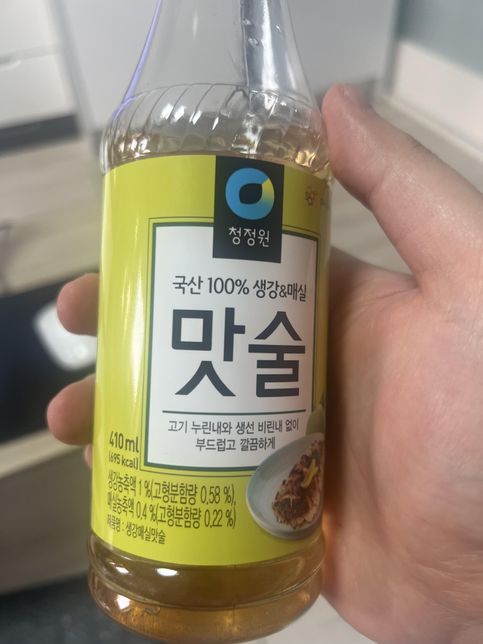 청정원
국산 100% 생강&매실
맛술
고기 누린내와 생선 비린내 없이
부드럽고 깔끔하게
410 ml
(695 kcal)
생강농축액 1 %(고형분함량 0.58 %),
매실농축액 0.4 %(고형분함량 0.22 %)
제품명 : 생강매실맛술